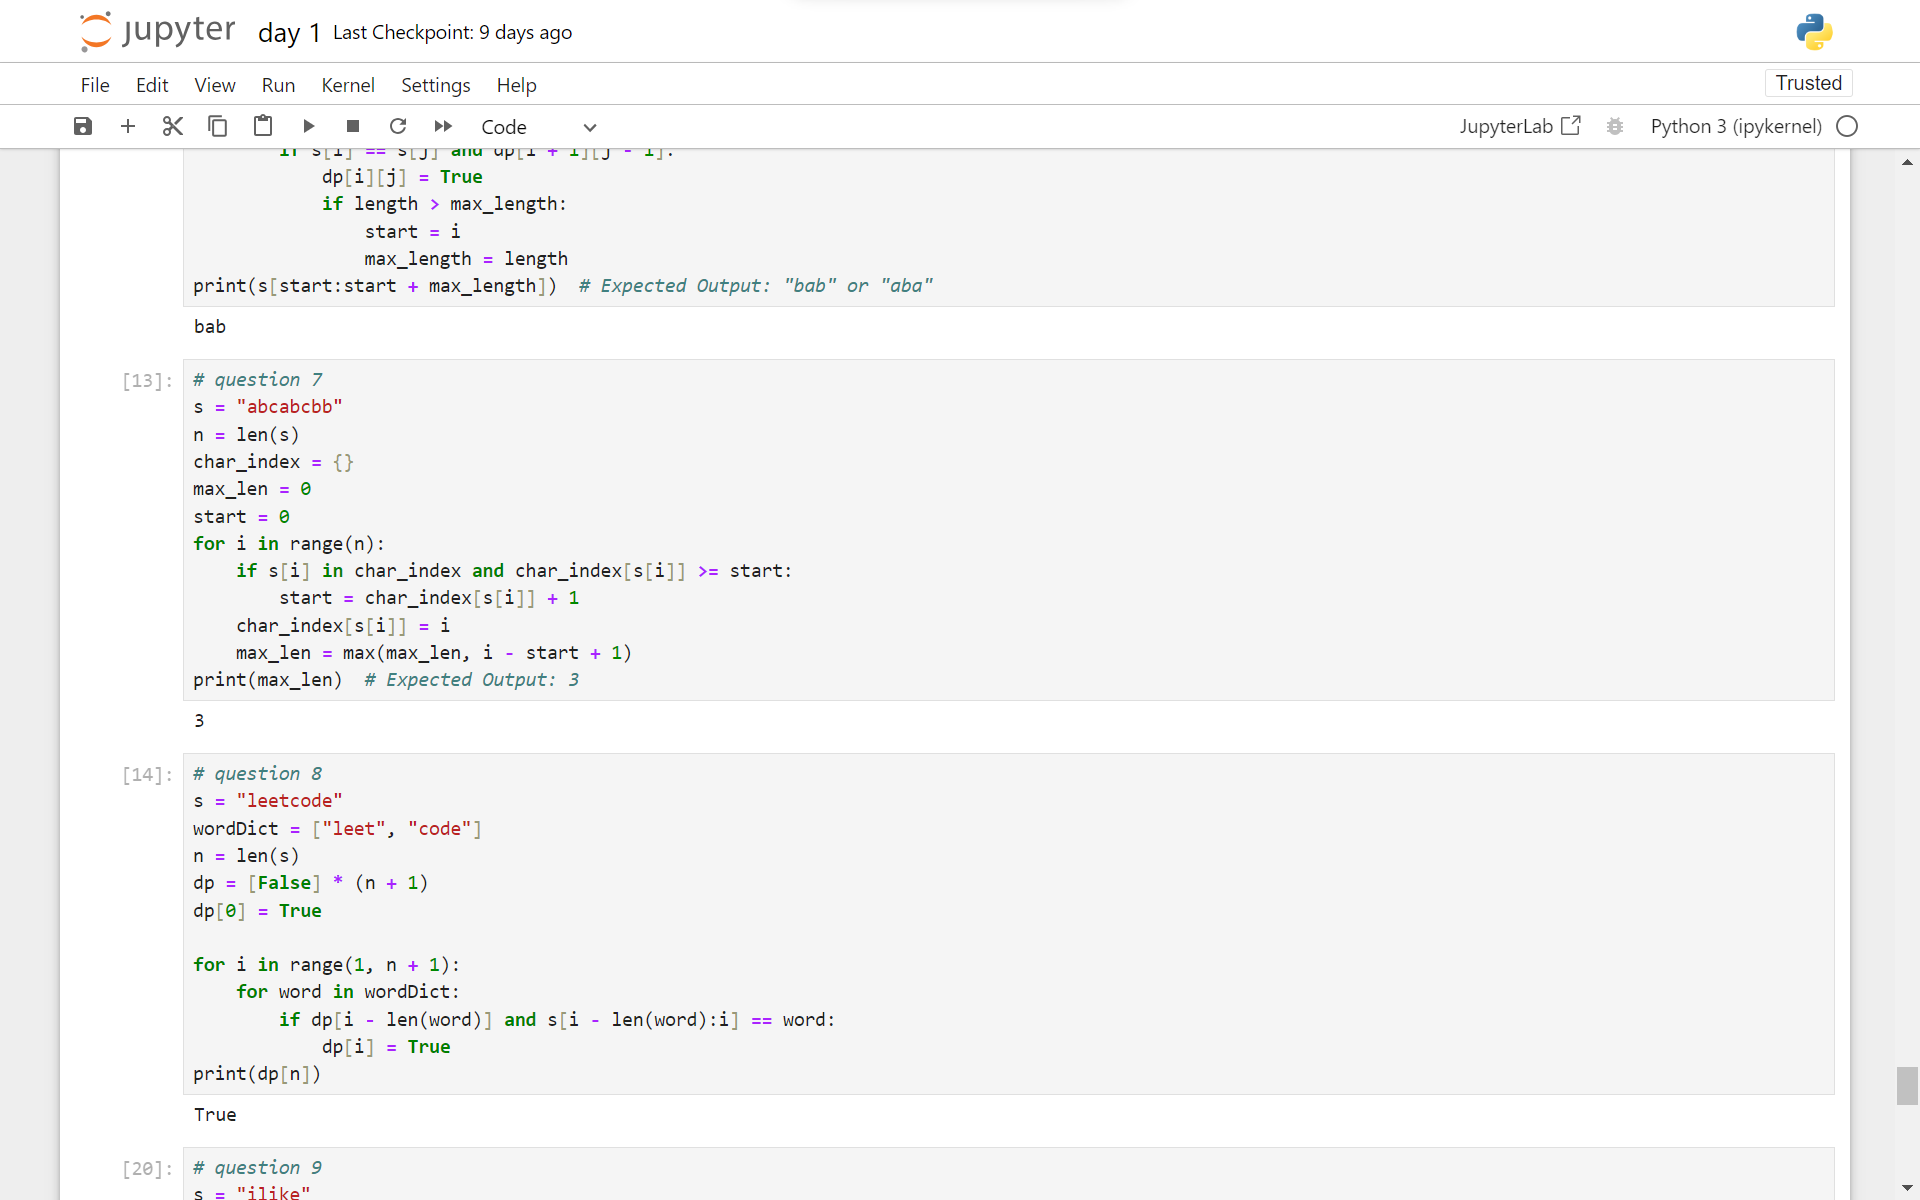 jupyter day 1 Last Checkpoint: 9 days ago
File Edit View Run Kernel Settings Help Trusted
Code JupyterLab Python 3 (ipykernel)
        if s[i] == s[j] and dp[i + 1][j - 1]:
            dp[i][j] = True
            if length > max_length:
                start = i
                max_length = length
print(s[start:start + max_length])  # Expected Output: "bab" or "aba"
bab
[13]: # question 7
s = "abcabcbb"
n = len(s)
char_index = {}
max_len = 0
start = 0
for i in range(n):
    if s[i] in char_index and char_index[s[i]] >= start:
        start = char_index[s[i]] + 1
    char_index[s[i]] = i
    max_len = max(max_len, i - start + 1)
print(max_len)  # Expected Output: 3
3
[14]: # question 8
s = "leetcode"
wordDict = ["leet", "code"]
n = len(s)
dp = [False] * (n + 1)
dp[0] = True
for i in range(1, n + 1):
    for word in wordDict:
        if dp[i - len(word)] and s[i - len(word):i] == word:
            dp[i] = True
print(dp[n])
True
[20]: # question 9
s = "ilike"